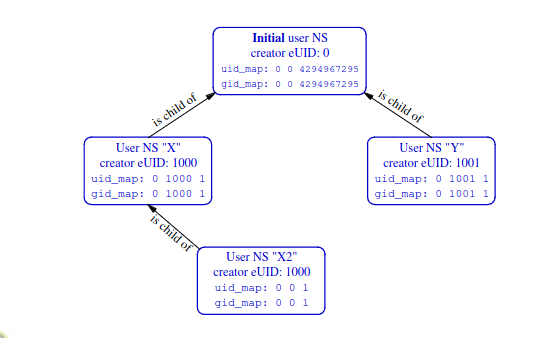 Initial user NS
creator eUID: 0
uid_map: 0 0 4294967295
gid_map: 0 0 4294967295
is child of
is child of
User NS "X"
creator eUID: 1000
uid_map: 0 1000 1
gid_map: 0 1000 1
User NS "Y"
creator eUID: 1001
uid_map: 0 1001 1
gid_map: 0 1001 1
is child of
User NS "X2"
creator eUID: 1000
uid_map: 0 0 1
gid_map: 0 0 1